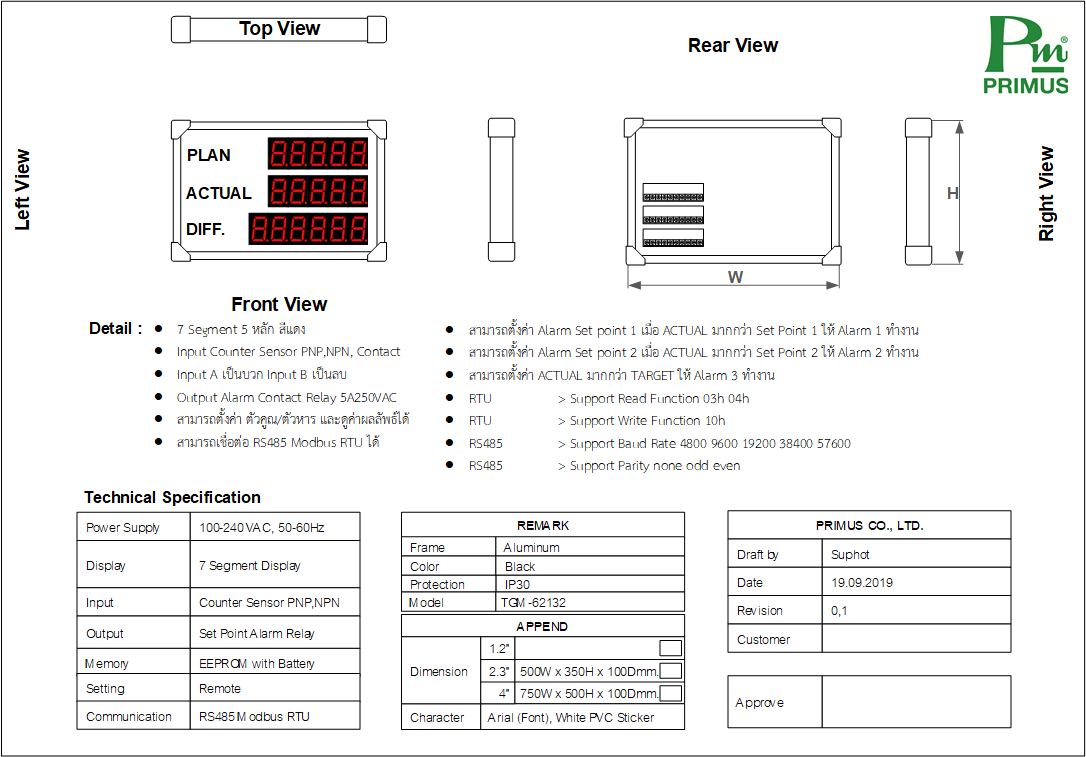 Top View
Rear View
Pm®
PRIMUS
Left View
PLAN 88888
ACTUAL 88888
DIFF. 888888
H
Right View
W
Front View
Detail :
● 7 Segment 5 หลัก สีแดง
● Input Counter Sensor PNP,NPN, Contact
● Input A เป็นบวก Input B เป็นลบ
● Output Alarm Contact Relay 5A250VAC
● สามารถตั้งค่า ตัวคูณ/ตัวหาร และดูค่าผลลัพธ์ได้
● สามารถเชื่อต่อ RS485 Modbus RTU ได้
● สามารถตั้งค่า Alarm Set point 1 เมื่อ ACTUAL มากกว่า Set Point 1 ให้ Alarm 1 ทำงาน
● สามารถตั้งค่า Alarm Set point 2 เมื่อ ACTUAL มากกว่า Set Point 2 ให้ Alarm 2 ทำงาน
● สามารถตั้งค่า ACTUAL มากกว่า TARGET ให้ Alarm 3 ทำงาน
● RTU > Support Read Function 03h 04h
● RTU > Support Write Function 10h
● RS485 > Support Baud Rate 4800 9600 19200 38400 57600
● RS485 > Support Parity none odd even
Technical Specification
Power Supply 100-240VAC, 50-60Hz
Display 7 Segment Display
Input Counter Sensor PNP,NPN
Output Set Point Alarm Relay
Memory EEPROM with Battery
Setting Remote
Communication RS485 Modbus RTU
REMARK
Frame Aluminum
Color Black
Protection IP30
Model TGM-62132
APPEND
Dimension
1.2"
2.3" 500W x 350H x 100Dmm.
4" 750W x 500H x 100Dmm.
Character Arial (Font), White PVC Sticker
PRIMUS CO., LTD.
Draft by Suphot
Date 19.09.2019
Revision 0,1
Customer
Approve